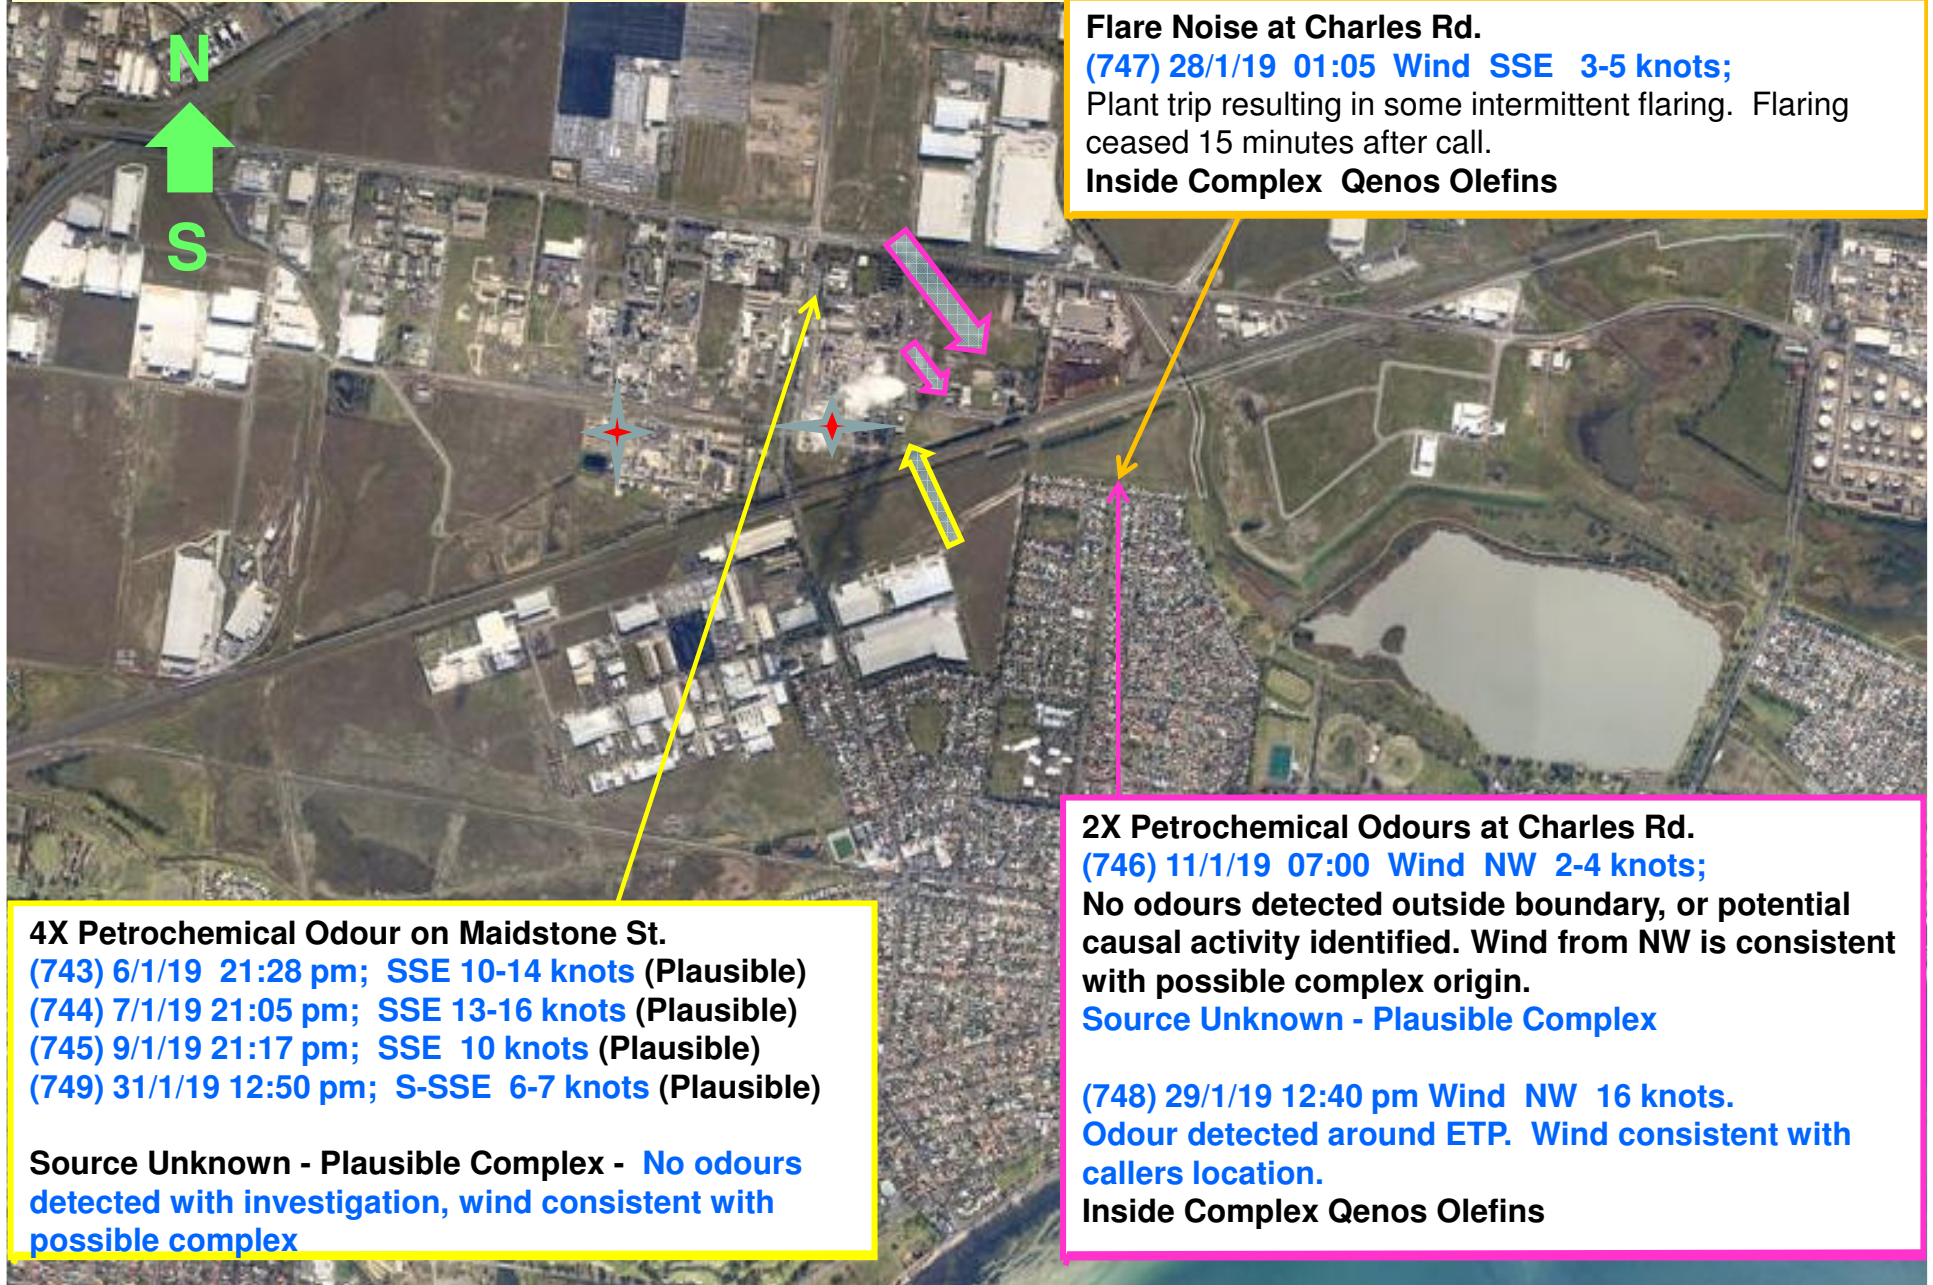 N
S
Flare Noise at Charles Rd.
(747) 28/1/19 01:05 Wind SSE 3-5 knots;
Plant trip resulting in some intermittent flaring. Flaring
ceased 15 minutes after call.
Inside Complex Qenos Olefins
4X Petrochemical Odour on Maidstone St.
(743) 6/1/19 21:28 pm; SSE 10-14 knots (Plausible)
(744) 7/1/19 21:05 pm; SSE 13-16 knots (Plausible)
(745) 9/1/19 21:17 pm; SSE 10 knots (Plausible)
(749) 31/1/19 12:50 pm; S-SSE 6-7 knots (Plausible)
Source Unknown - Plausible Complex - No odours
detected with investigation, wind consistent with
possible complex
2X Petrochemical Odours at Charles Rd.
(746) 11/1/19 07:00 Wind NW 2-4 knots;
No odours detected outside boundary, or potential
causal activity identified. Wind from NW is consistent
with possible complex origin.
Source Unknown - Plausible Complex
(748) 29/1/19 12:40 pm Wind NW 16 knots.
Odour detected around ETP. Wind consistent with
callers location.
Inside Complex Qenos Olefins